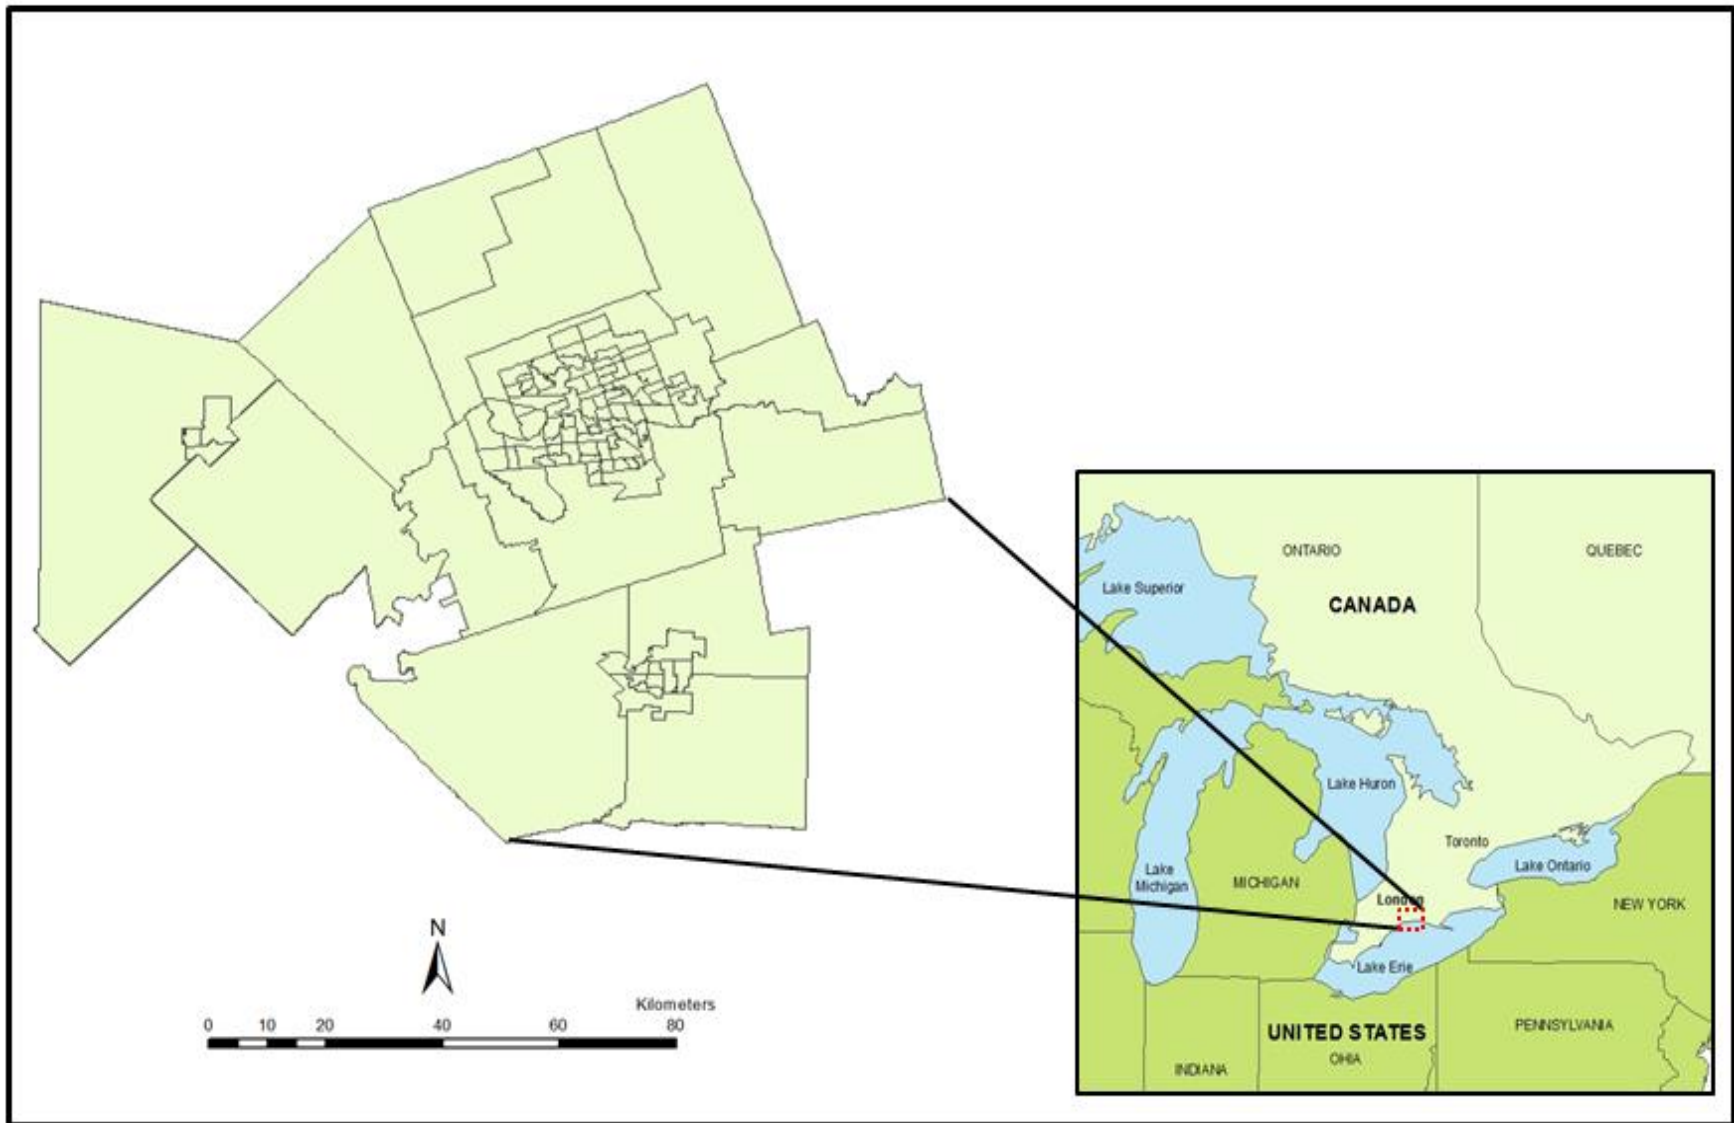 N
Kilometers
0 10 20 40 60 80
ONTARIO
QUEBEC
Lake Superior
CANADA
Lake Huron
Toronto
Lake Ontario
Lake
Michigan
MICHIGAN
London
NEW YORK
Lake Erie
UNITED STATES
OHIA
PENNSYLVANIA
INDIANA